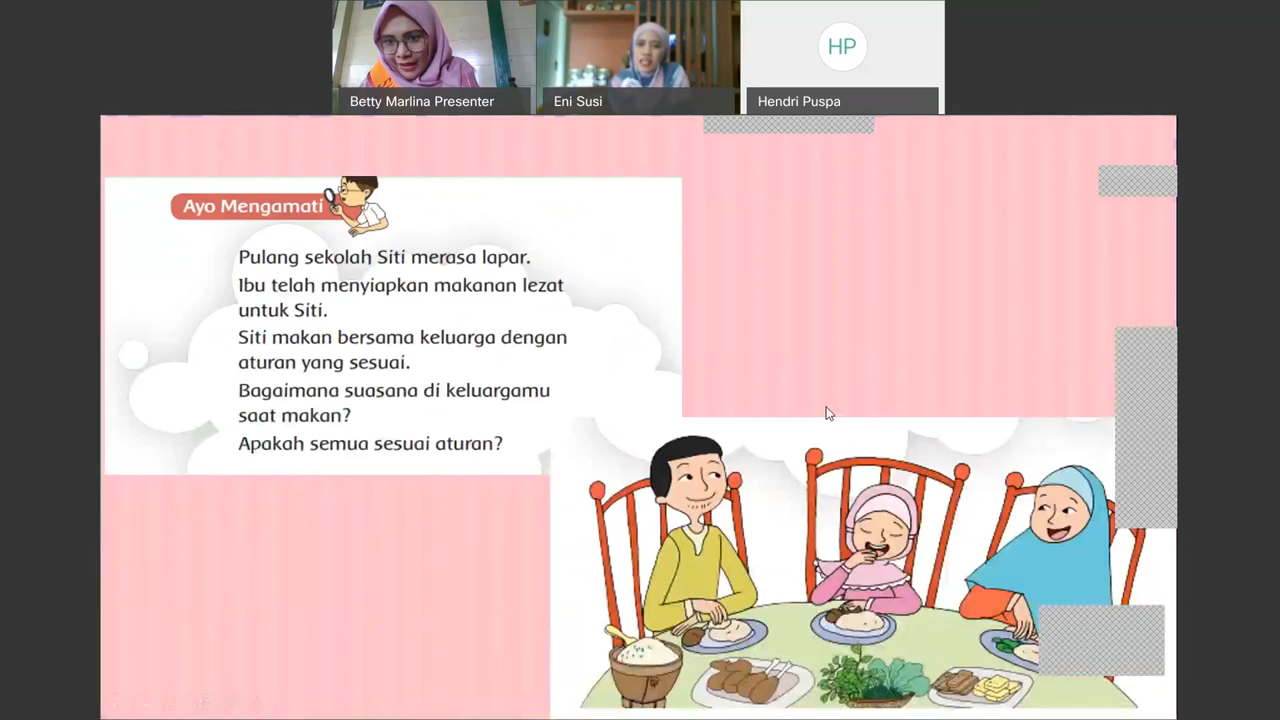 HP
Betty Marlina Presenter
Eni Susi
Hendri Puspa
Ayo Mengamati
Pulang sekolah Siti merasa lapar.
Ibu telah menyiapkan makanan lezat
untuk Siti.
Siti makan bersama keluarga dengan
aturan yang sesuai.
Bagaimana suasana di keluargamu
saat makan?
Apakah semua sesuai aturan?